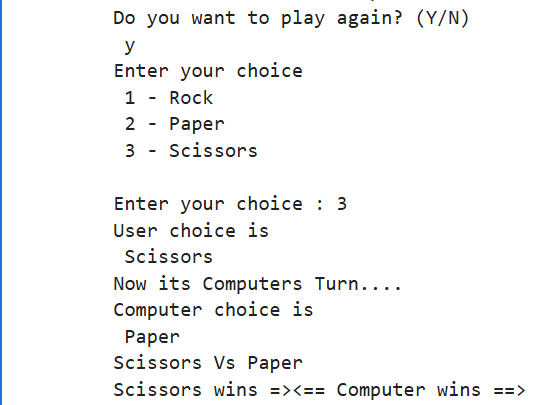 Do you want to play again? (Y/N)
y
Enter your choice
1 - Rock
2 - Paper
3 - Scissors
Enter your choice : 3
User choice is
Scissors
Now its Computers Turn....
Computer choice is
Paper
Scissors Vs Paper
Scissors wins =><== Computer wins ==>